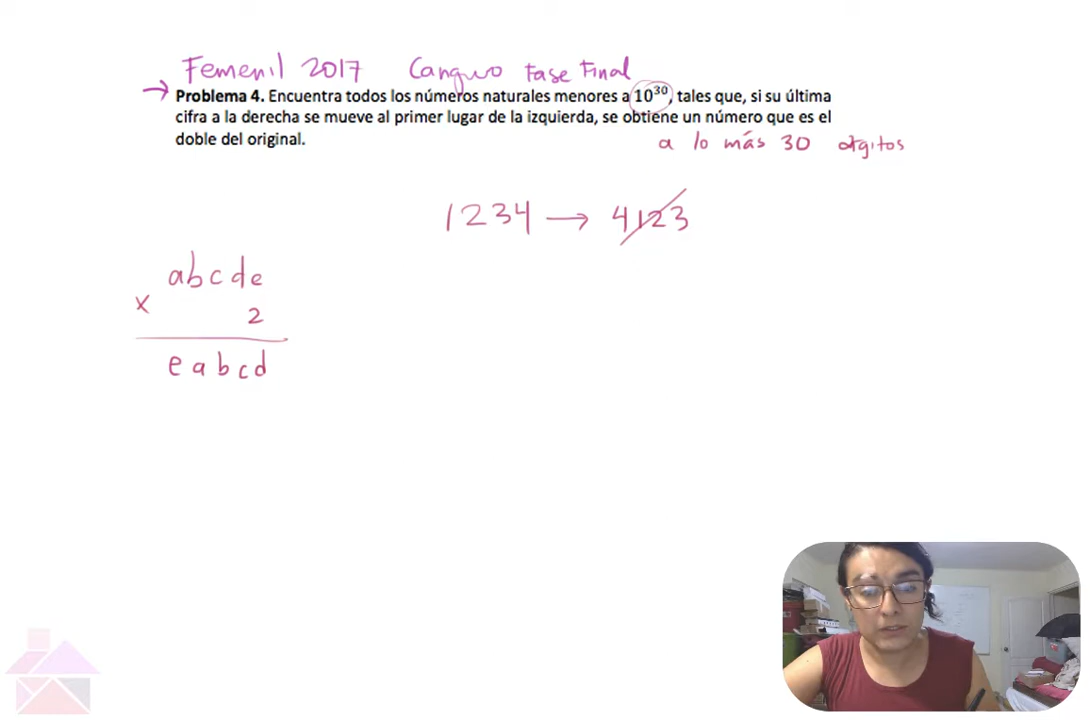 Femenil 2017 Canguro Fase Final
→ Problema 4. Encuentra todos los números naturales menores a 10³⁰, tales que, si su última
cifra a la derecha se mueve al primer lugar de la izquierda, se obtiene un número que es el
doble del original.
a lo más 30 dígitos
1234 → 4123
abcde
x 2
eabcd